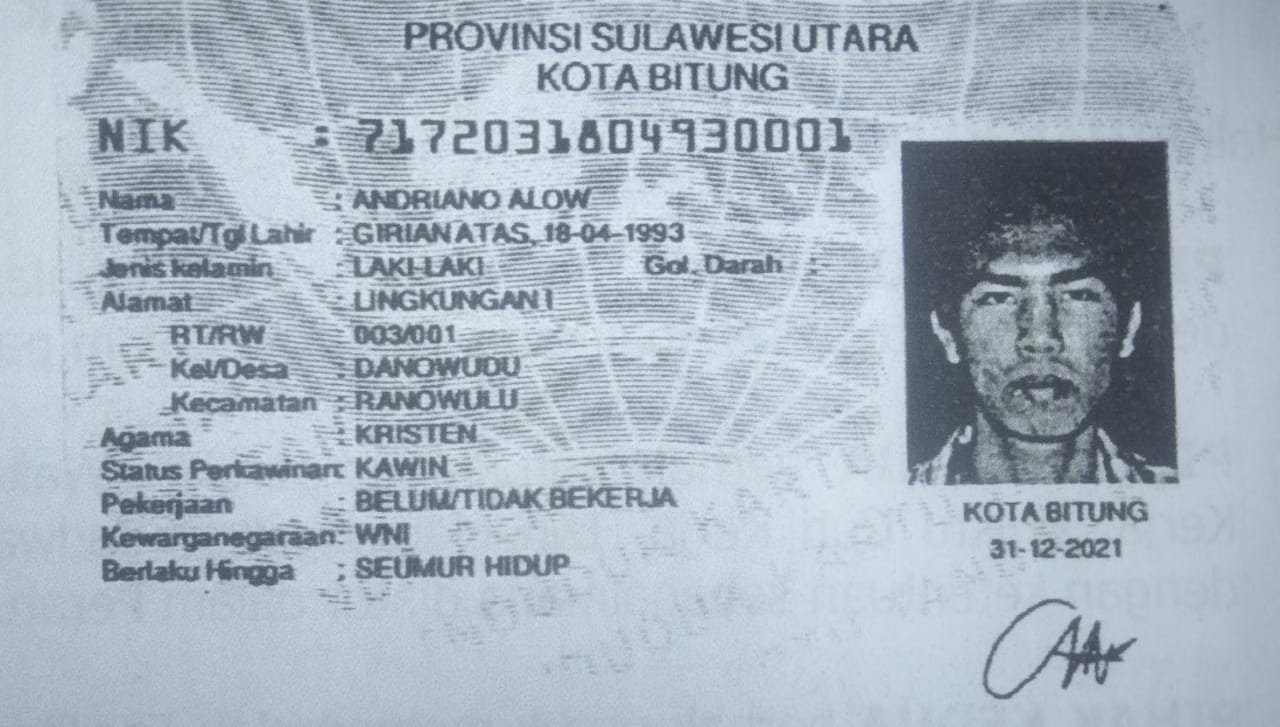 PROVINSI SULAWESI UTARA
KOTA BITUNG
NIK : 7172031804930001
Nama : ANDRIANO ALOW
Tempat/Tgl Lahir : GIRIAN ATAS, 18-04-1993
Jenis kelamin : LAKI-LAKI Gol. Darah :
Alamat : LINGKUNGAN I
RT/RW : 003/001
Kel/Desa : DANOWUDU
Kecamatan : RANOWULU
Agama : KRISTEN
Status Perkawinan: KAWIN
Pekerjaan : BELUM/TIDAK BEKERJA
Kewarganegaraan: WNI
Berlaku Hingga : SEUMUR HIDUP
KOTA BITUNG
31-12-2021